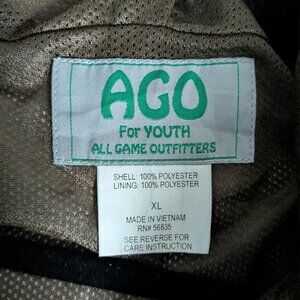 AGO
For YOUTH
ALL GAME OUTFITTERS
SHELL: 100% POLYESTER
LINING: 100% POLYESTER
XL
MADE IN VIETNAM
RN# 56835
SEE REVERSE FOR
CARE INSTRUCTION